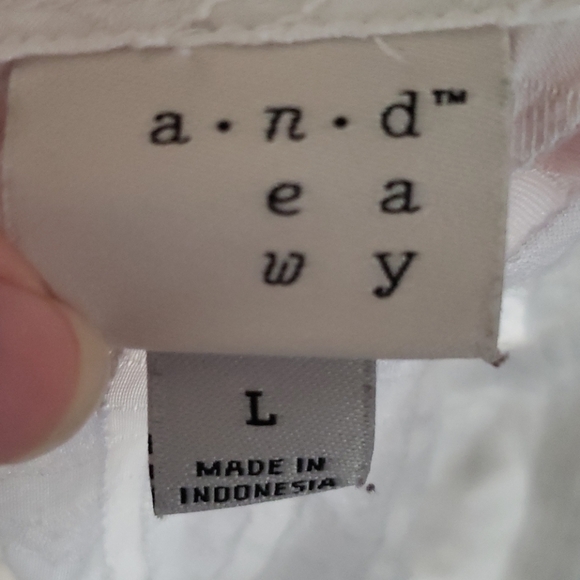 a•n•d™
e a
w y
L
MADE IN
INDONESIA